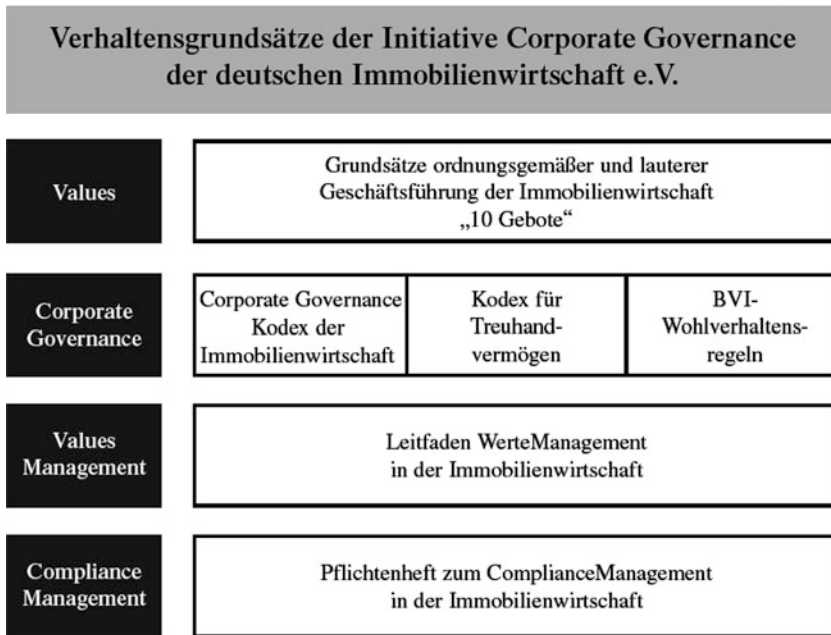 Verhaltensgrundsätze der Initiative Corporate Governance
der deutschen Immobilienwirtschaft e.V.
Values
Grundsätze ordnungsgemäßer und lauterer
Geschäftsführung der Immobilienwirtschaft
„10 Gebote“
Corporate
Governance
Corporate Governance
Kodex der
Immobilienwirtschaft
Kodex für
Treuhand-
vermögen
BVI-
Wohlverhaltens-
regeln
Values
Management
Leitfaden WerteManagement
in der Immobilienwirtschaft
Compliance
Management
Pflichtenheft zum ComplianceManagement
in der Immobilienwirtschaft